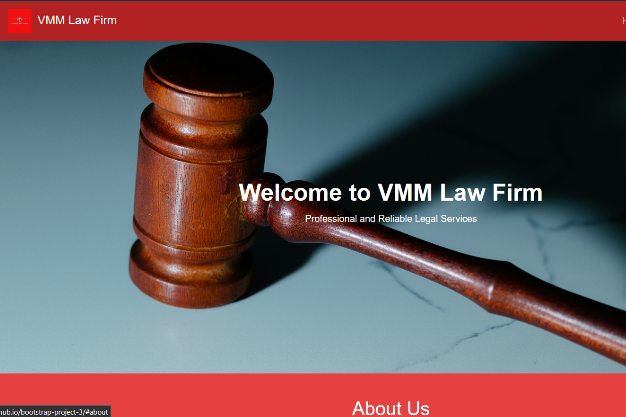 VMM Law Firm
H
Welcome to VMM Law Firm
Professional and Reliable Legal Services
About Us
hub.io/bootstrap-project-3/#about